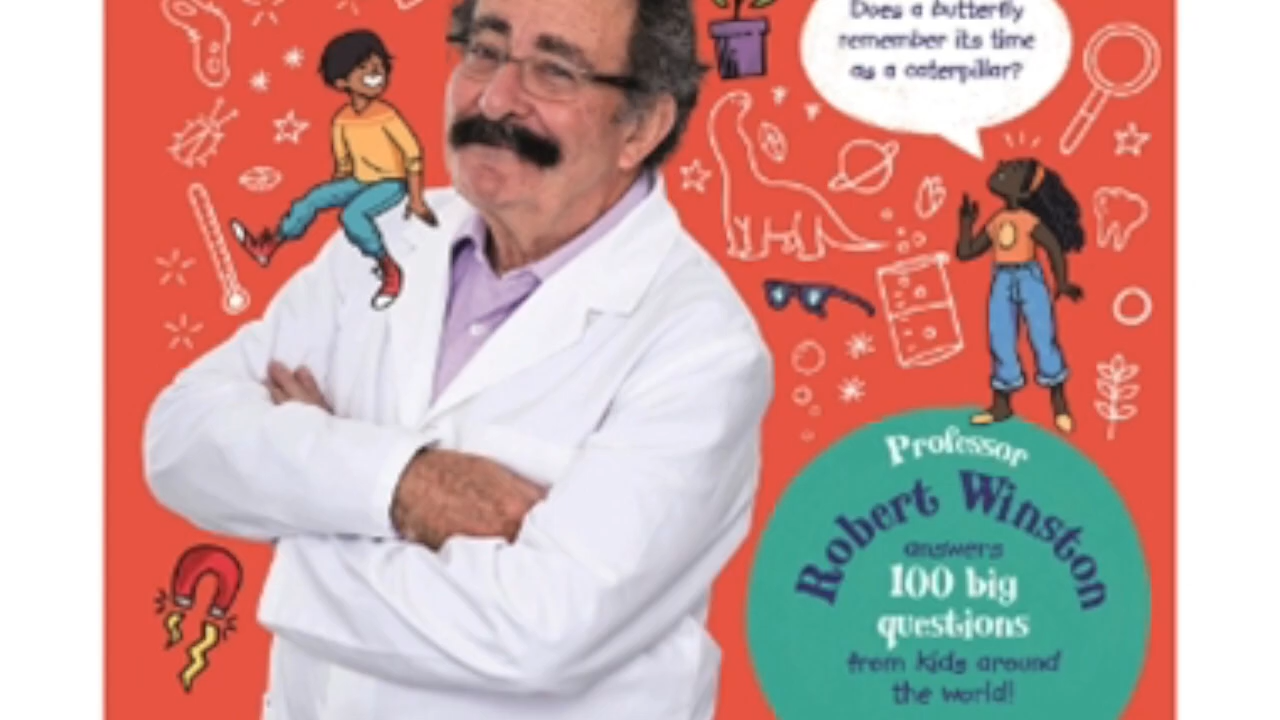 Does a butterfly
remember its time
as a caterpillar?
Professor
Robert Winston
answers
100 big
questions
from kids around
the world!